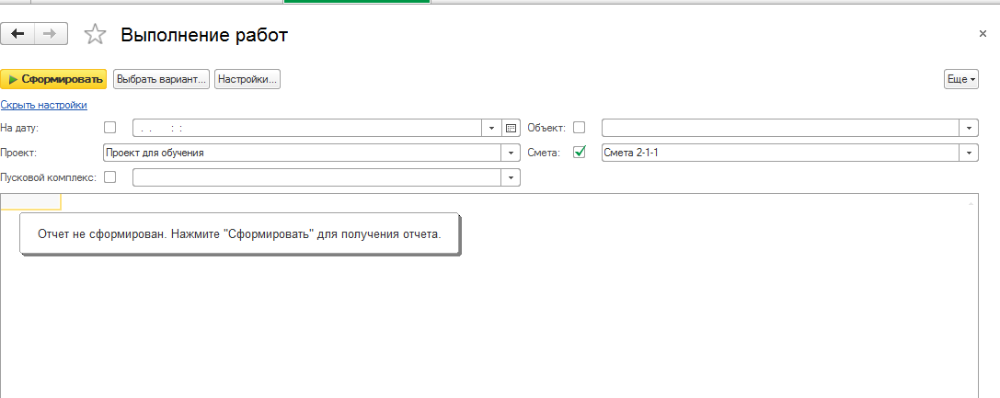 Выполнение работ
Сформировать Выбрать вариант... Настройки... Еще
Скрыть настройки
На дату: . . : : Объект:
Проект: Проект для обучения Смета: Смета 2-1-1
Пусковой комплекс:
Отчет не сформирован. Нажмите "Сформировать" для получения отчета.